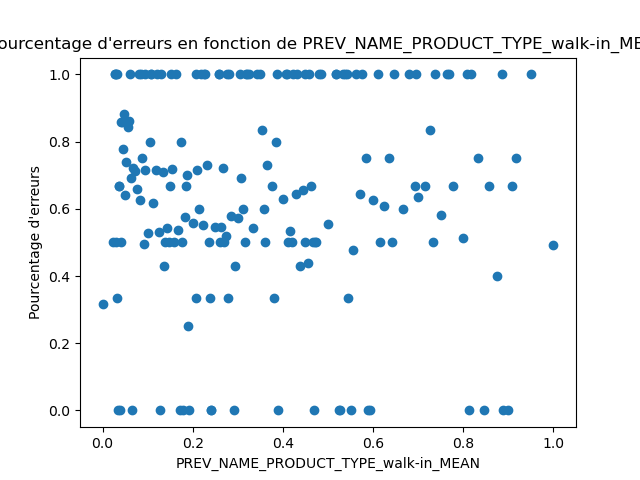 ourcentage d'erreurs en fonction de PREV_NAME_PRODUCT_TYPE_walk-in_ME
1.0
0.8
0.6
0.4
0.2
0.0
Pourcentage d'erreurs
0.0 0.2 0.4 0.6 0.8 1.0
PREV_NAME_PRODUCT_TYPE_walk-in_MEAN